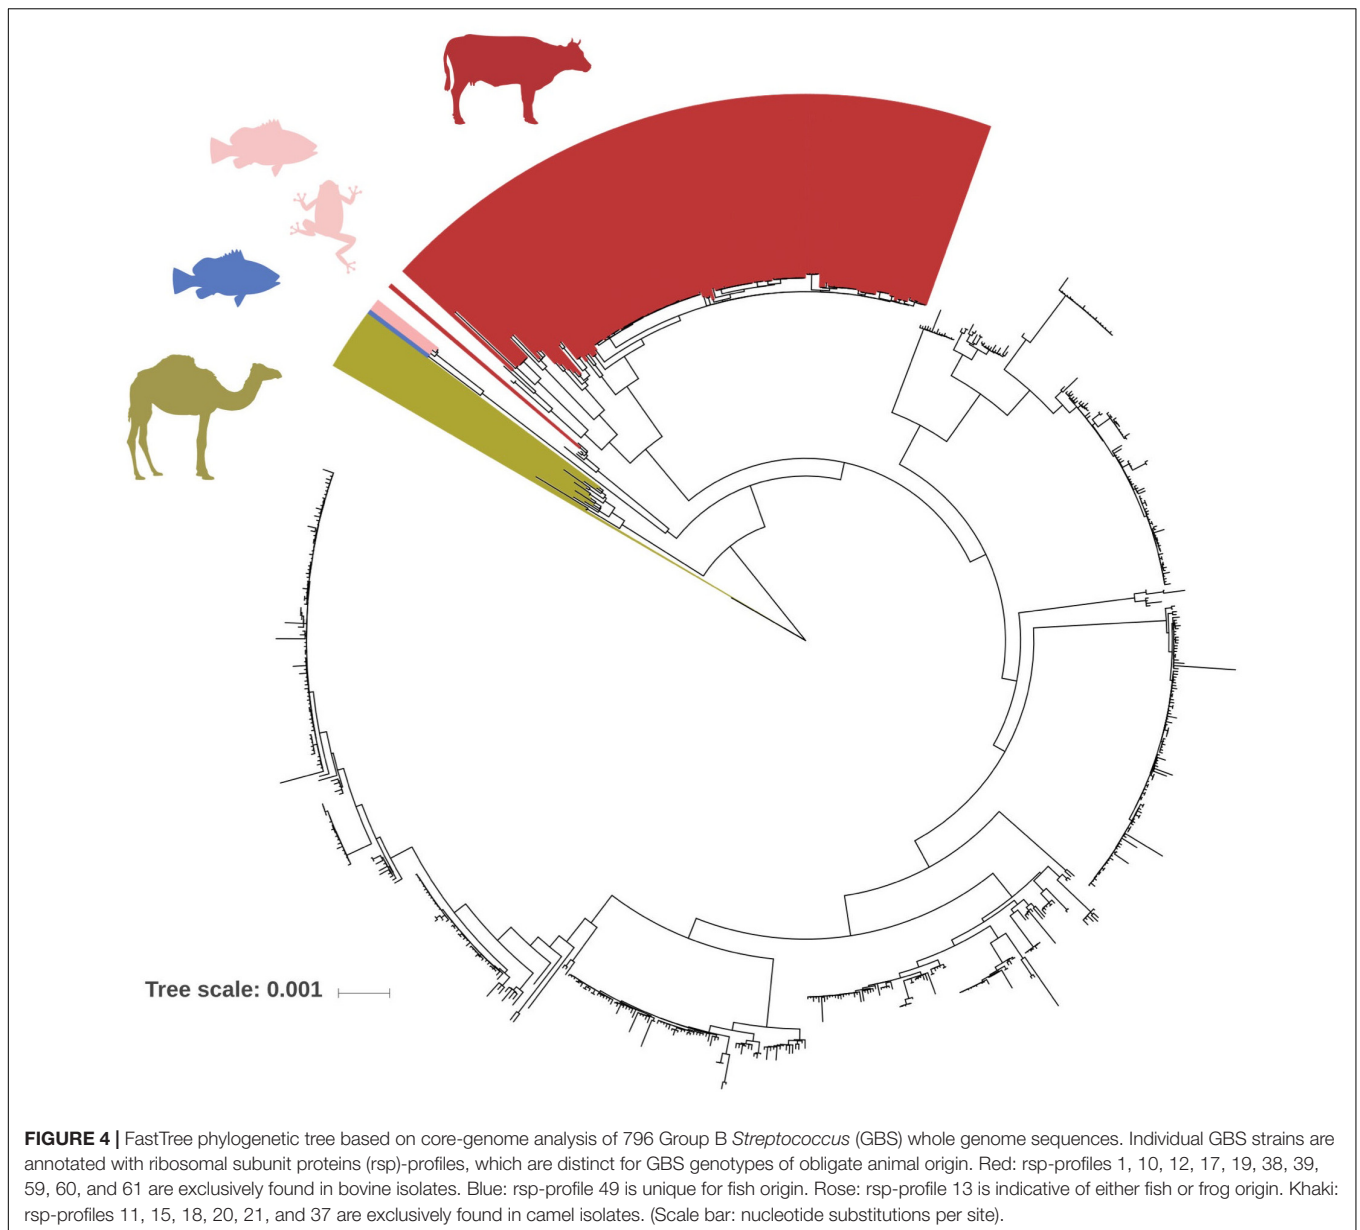 Tree scale: 0.001
FIGURE 4 | FastTree phylogenetic tree based on core-genome analysis of 796 Group B Streptococcus (GBS) whole genome sequences. Individual GBS strains are
annotated with ribosomal subunit proteins (rsp)-profiles, which are distinct for GBS genotypes of obligate animal origin. Red: rsp-profiles 1, 10, 12, 17, 19, 38, 39,
59, 60, and 61 are exclusively found in bovine isolates. Blue: rsp-profile 49 is unique for fish origin. Rose: rsp-profile 13 is indicative of either fish or frog origin. Khaki:
rsp-profiles 11, 15, 18, 20, 21, and 37 are exclusively found in camel isolates. (Scale bar: nucleotide substitutions per site).